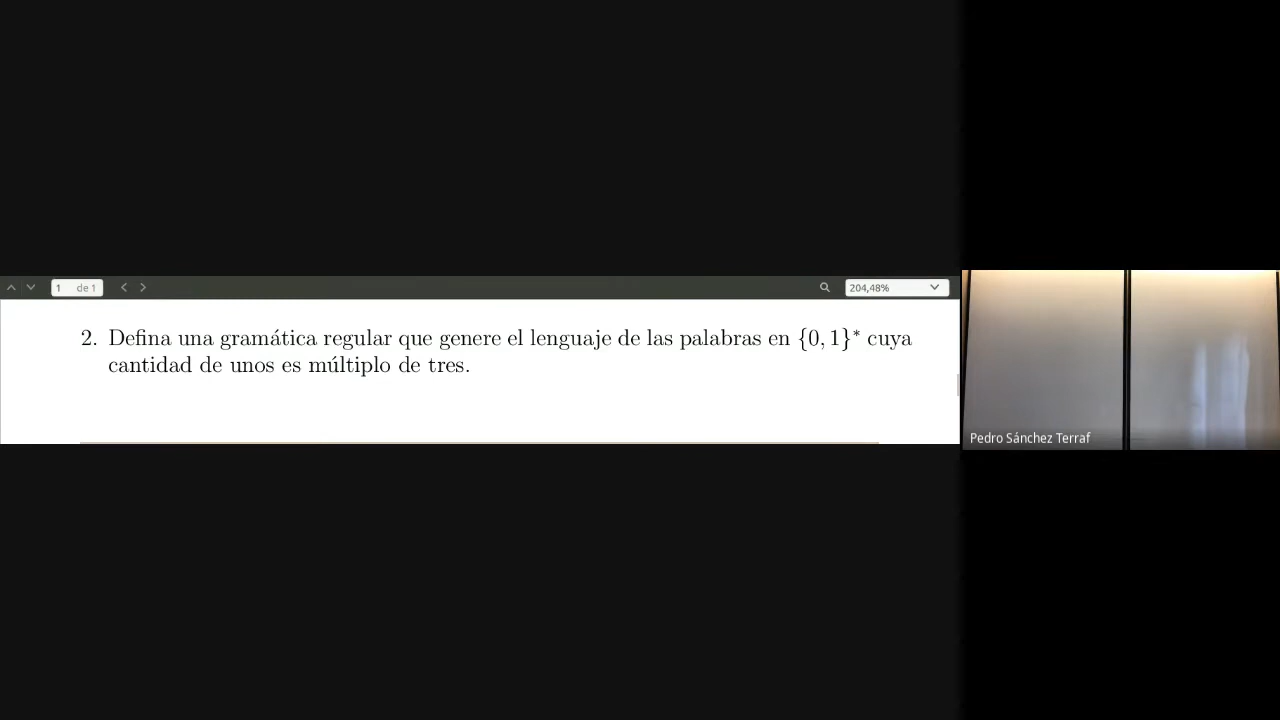 1 de 1
204,48%
2. Defina una gramática regular que genere el lenguaje de las palabras en {0, 1}* cuya
cantidad de unos es múltiplo de tres.
Pedro Sánchez Terraf